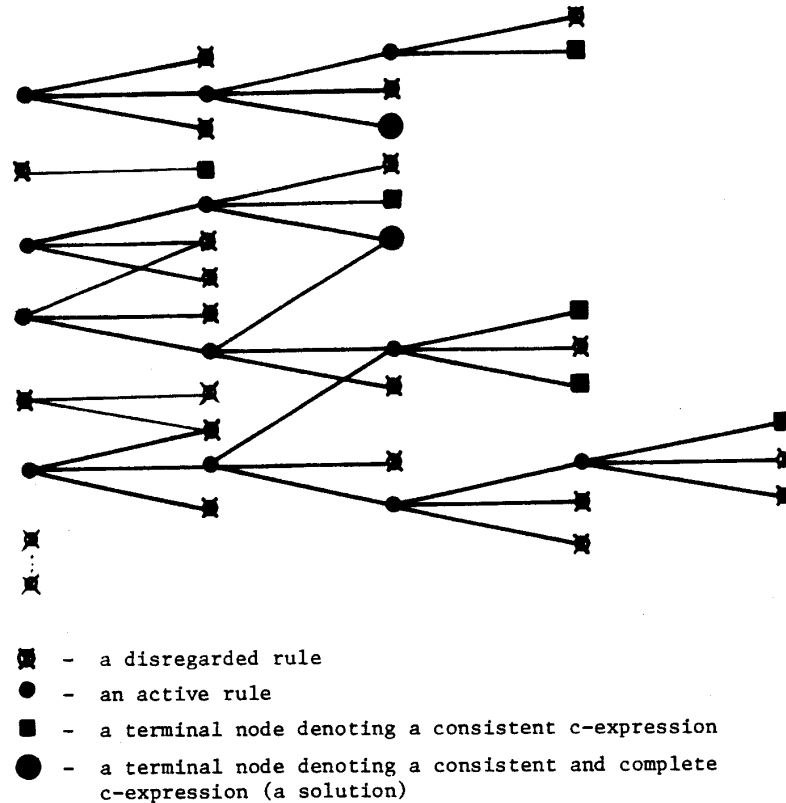 - a disregarded rule
- an active rule
- a terminal node denoting a consistent c-expression
- a terminal node denoting a consistent and complete
c-expression (a solution)